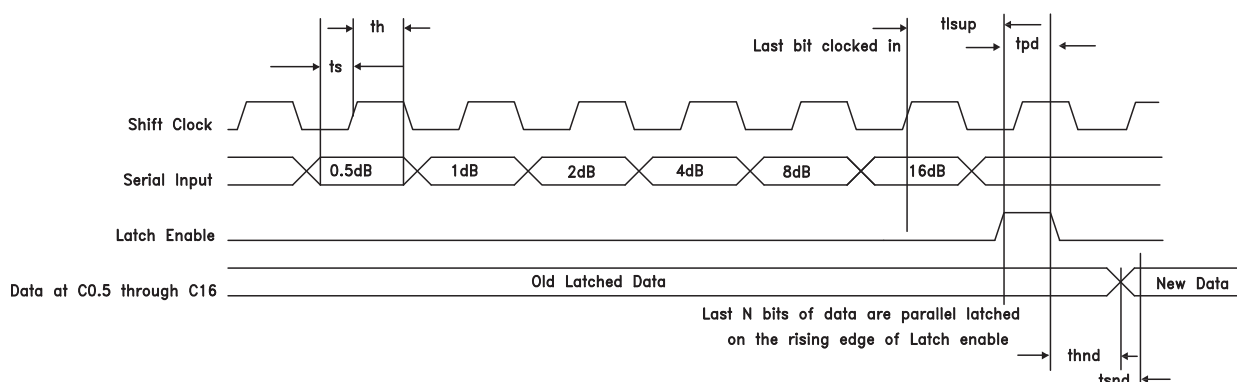 th
tlsup
Last bit clocked in
tpd
ts
Shift Clock
Serial Input
0.5dB
1dB
2dB
4dB
8dB
16dB
Latch Enable
Data at C0.5 through C16
Old Latched Data
New Data
Last N bits of data are parallel latched
on the rising edge of Latch enable
thnd
tsnd